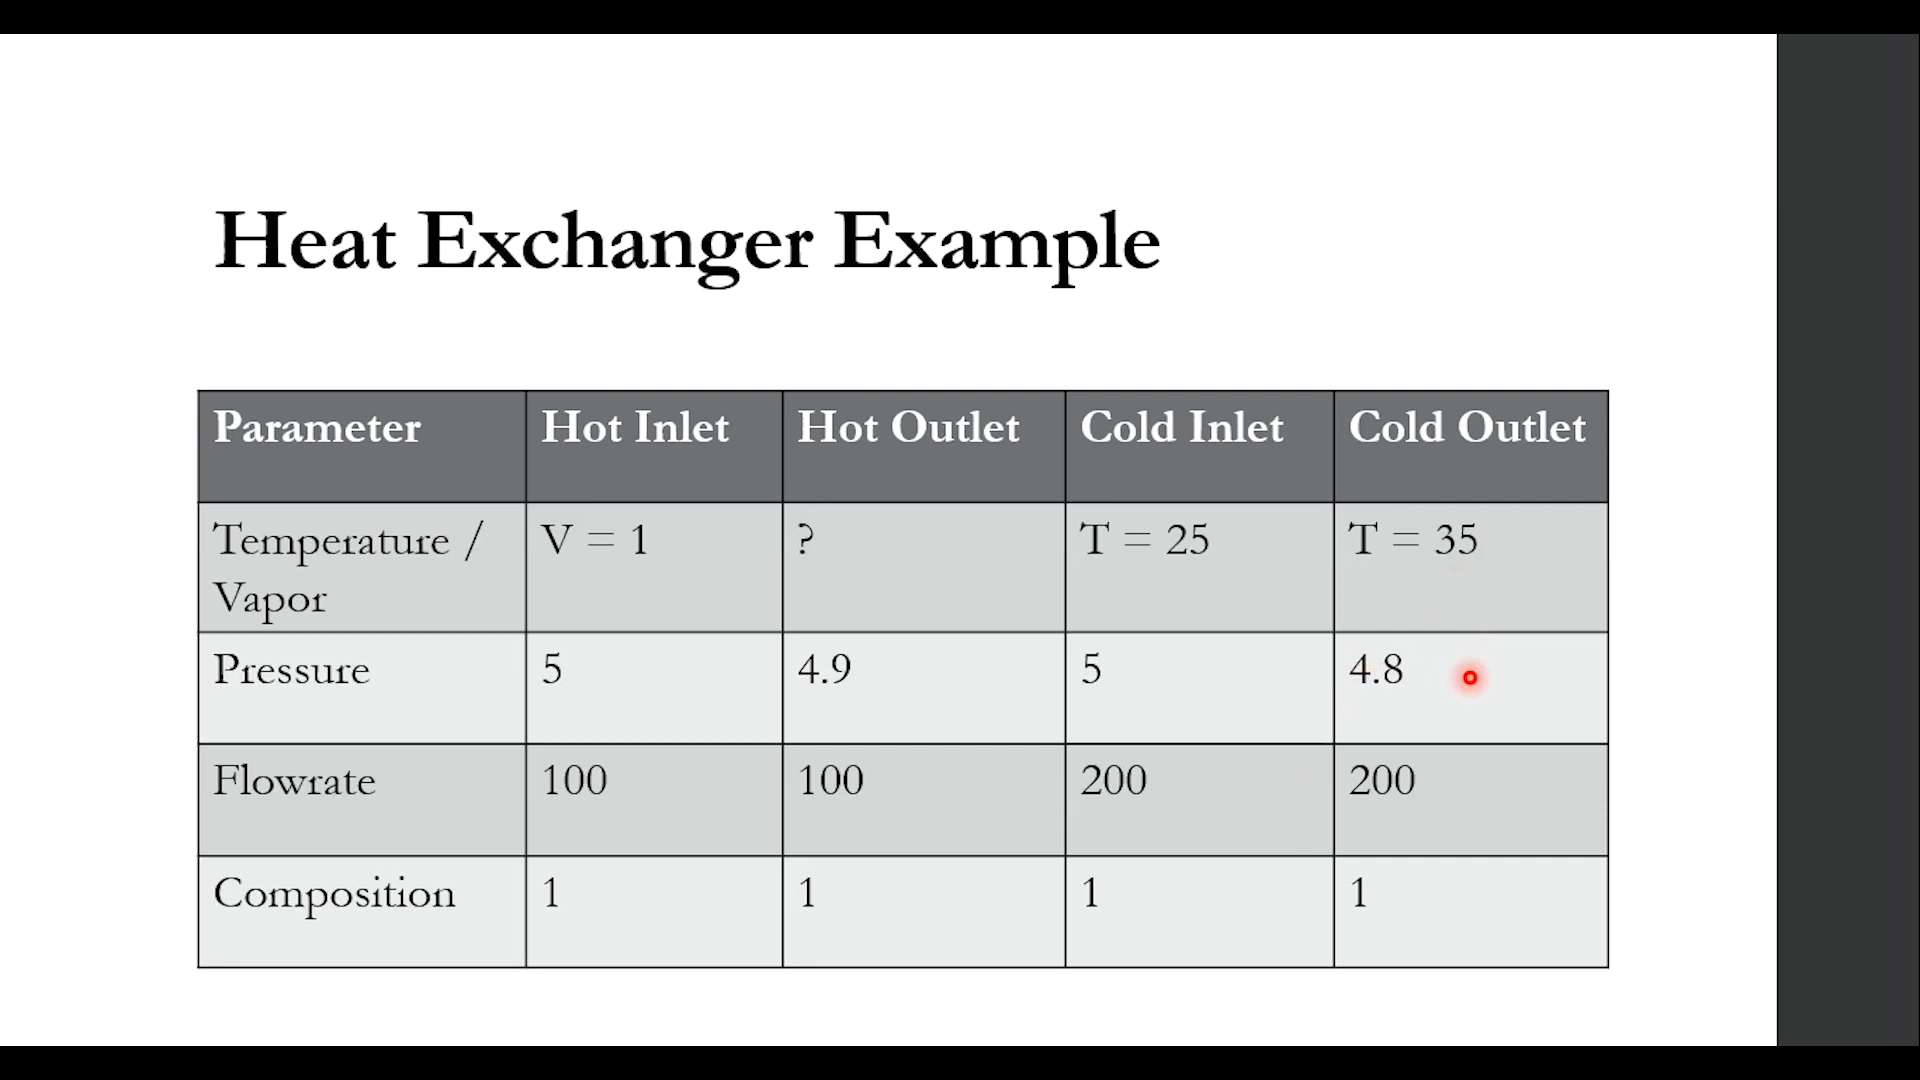 Heat Exchanger Example
Parameter Hot Inlet Hot Outlet Cold Inlet Cold Outlet
Temperature / V = 1 ? T = 25 T = 35
Vapor
Pressure 5 4.9 5 4.8
Flowrate 100 100 200 200
Composition 1 1 1 1